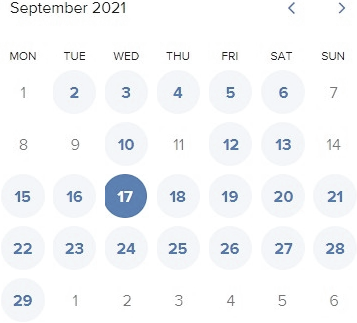 September 2021
MON TUE WED THU FRI SAT SUN
1 2 3 4 5 6 7
8 9 10 11 12 13 14
15 16 17 18 19 20 21
22 23 24 25 26 27 28
29 1 2 3 4 5 6